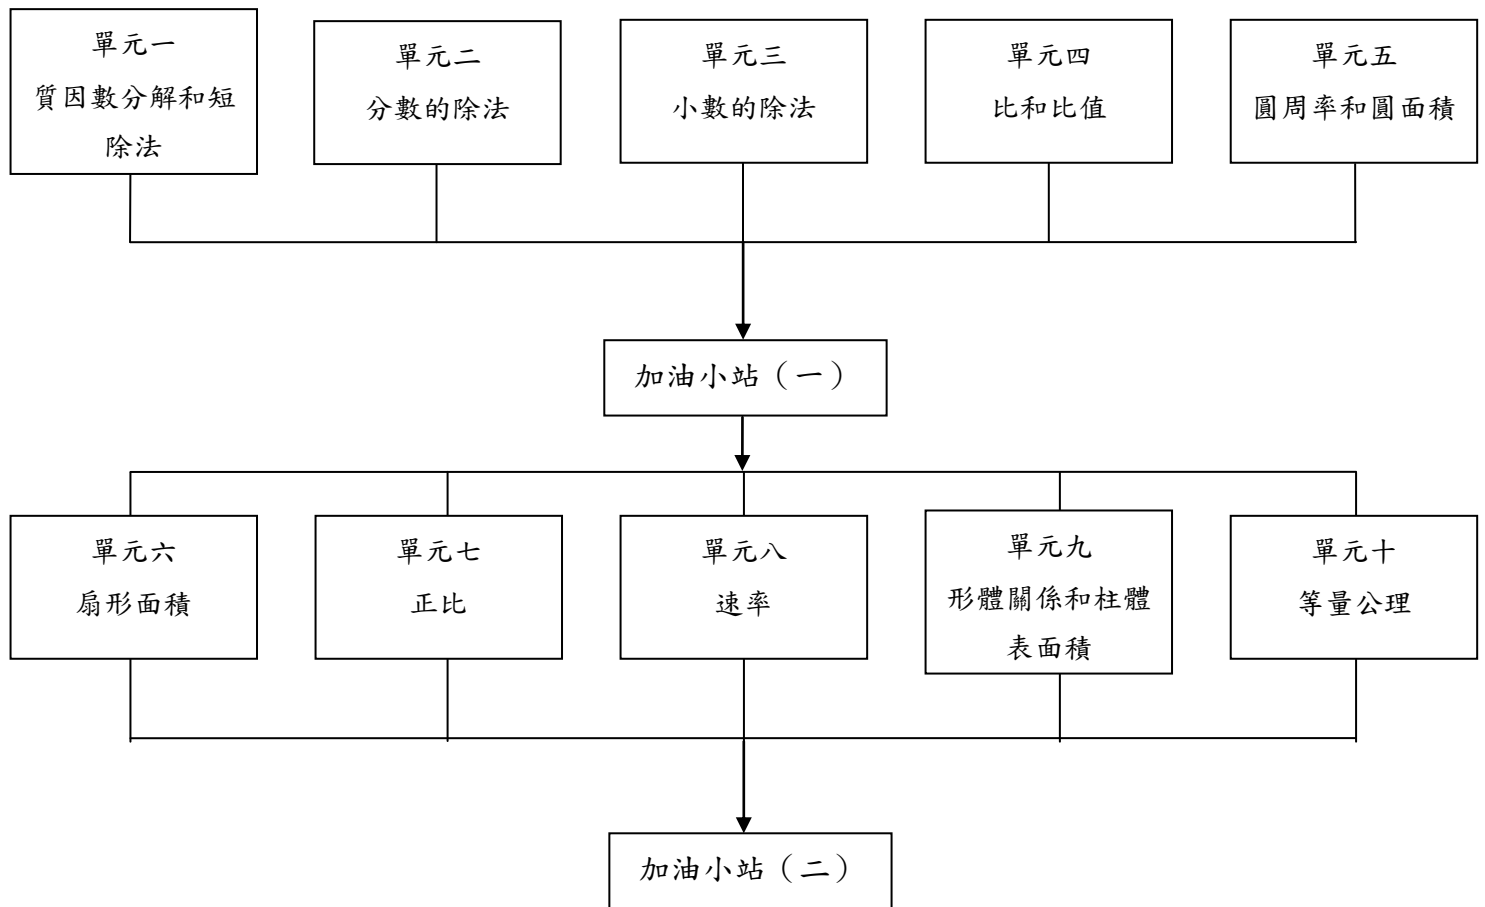 單元一
質因數分解和短
除法
單元二
分數的除法
單元三
小數的除法
單元四
比和比值
單元五
圓周率和圓面積
加油小站（一）
單元六
扇形面積
單元七
正比
單元八
速率
單元九
形體關係和柱體
表面積
單元十
等量公理
加油小站（二）